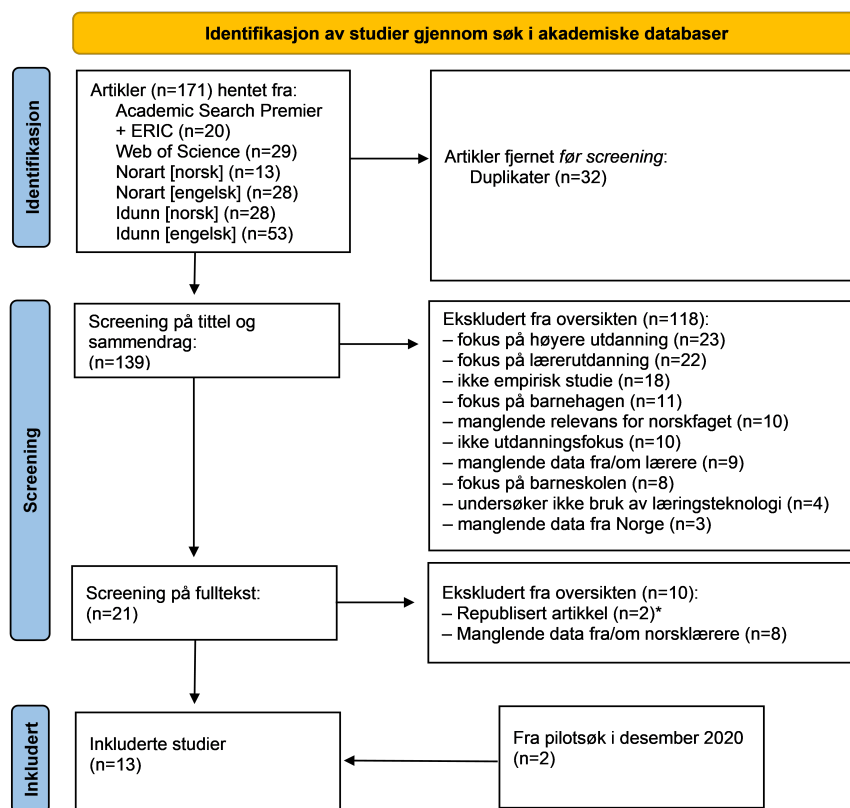 Identifikasjon av studier gjennom søk i akademiske databaser
Identifikasjon
Artikler (n=171) hentet fra:
Academic Search Premier
+ ERIC (n=20)
Web of Science (n=29)
Norart [norsk] (n=13)
Norart [engelsk] (n=28)
Idunn [norsk] (n=28)
Idunn [engelsk] (n=53)
Artikler fjernet før screening:
Duplikater (n=32)
Screening
Screening på tittel og
sammendrag:
(n=139)
Ekskludert fra oversikten (n=118):
– fokus på høyere utdanning (n=23)
– fokus på lærerutdanning (n=22)
– ikke empirisk studie (n=18)
– fokus på barnehagen (n=11)
– manglende relevans for norskfaget (n=10)
– ikke utdanningsfokus (n=10)
– manglende data fra/om lærere (n=9)
– fokus på barneskolen (n=8)
– undersøker ikke bruk av læringsteknologi (n=4)
– manglende data fra Norge (n=3)
Screening på fulltekst:
(n=21)
Ekskludert fra oversikten (n=10):
– Republisert artikkel (n=2)*
– Manglende data fra/om norsklærere (n=8)
Inkludert
Inkluderte studier
(n=13)
Fra pilotsøk i desember 2020
(n=2)